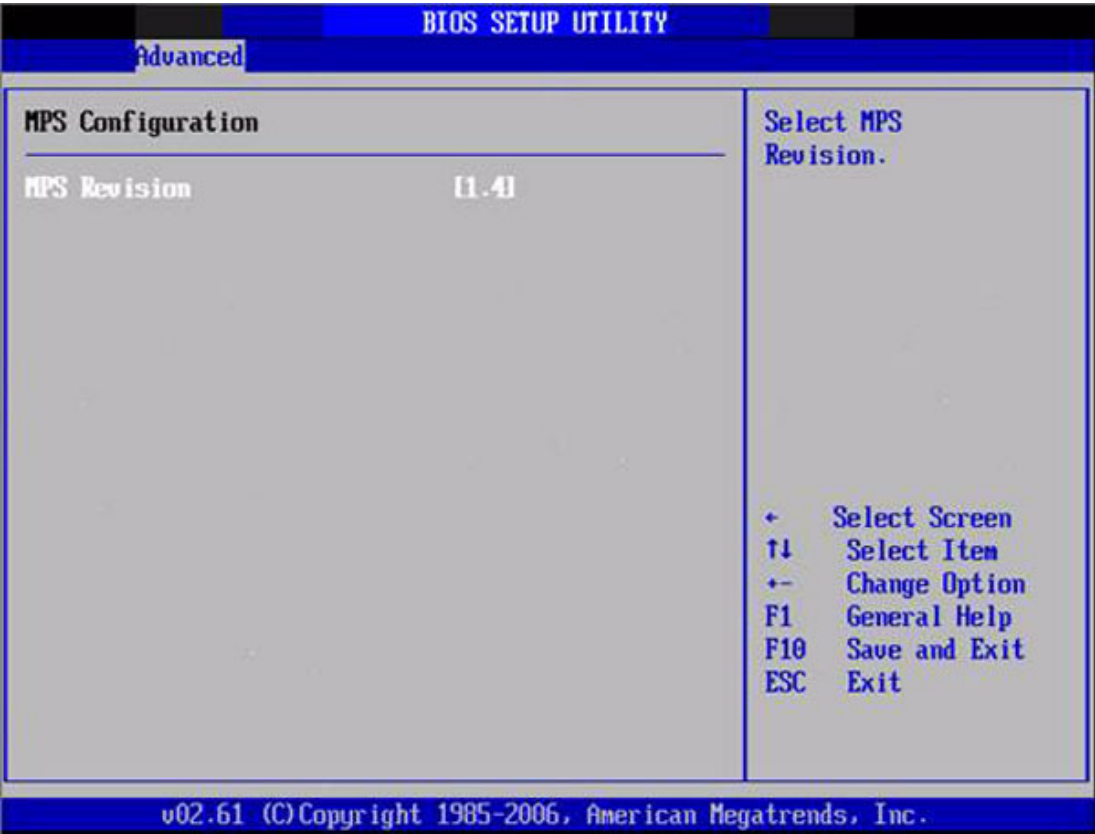 BIOS SETUP UTILITY
Advanced
MPS Configuration
MPS Revision [1.4]
Select MPS
Revision.
← Select Screen
↑↓ Select Item
+- Change Option
F1 General Help
F10 Save and Exit
ESC Exit
v02.61 (C)Copyright 1985-2006, American Megatrends, Inc.